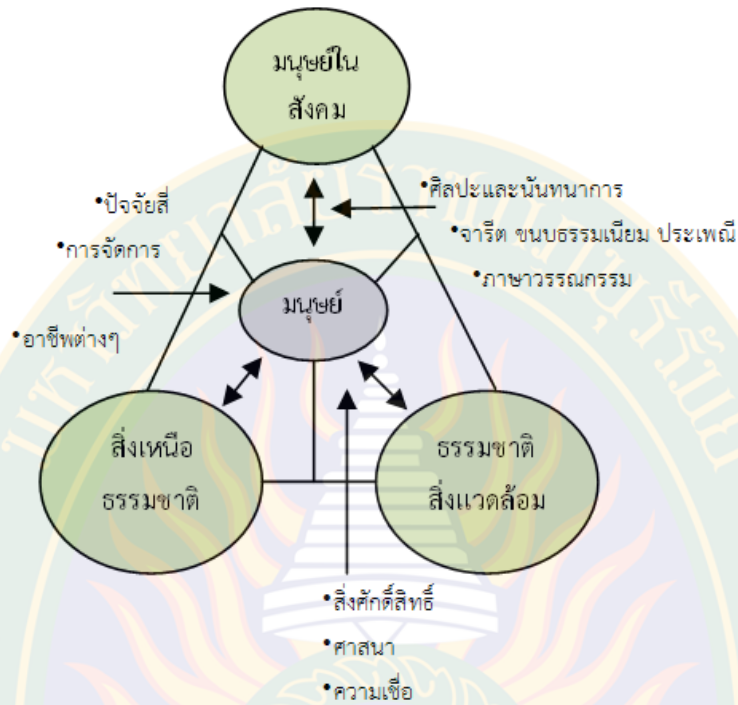 มนุษย์ใน
สังคม
•ปัจจัยสี่
•การจัดการ
•อาชีพต่างๆ
•ศิลปะและนันทนาการ
•จารีต ขนบธรรมเนียม ประเพณี
•ภาษาวรรณกรรม
มนุษย์
สิ่งเหนือ
ธรรมชาติ
ธรรมชาติ
สิ่งแวดล้อม
•สิ่งศักดิ์สิทธิ์
•ศาสนา
•ความเชื่อ